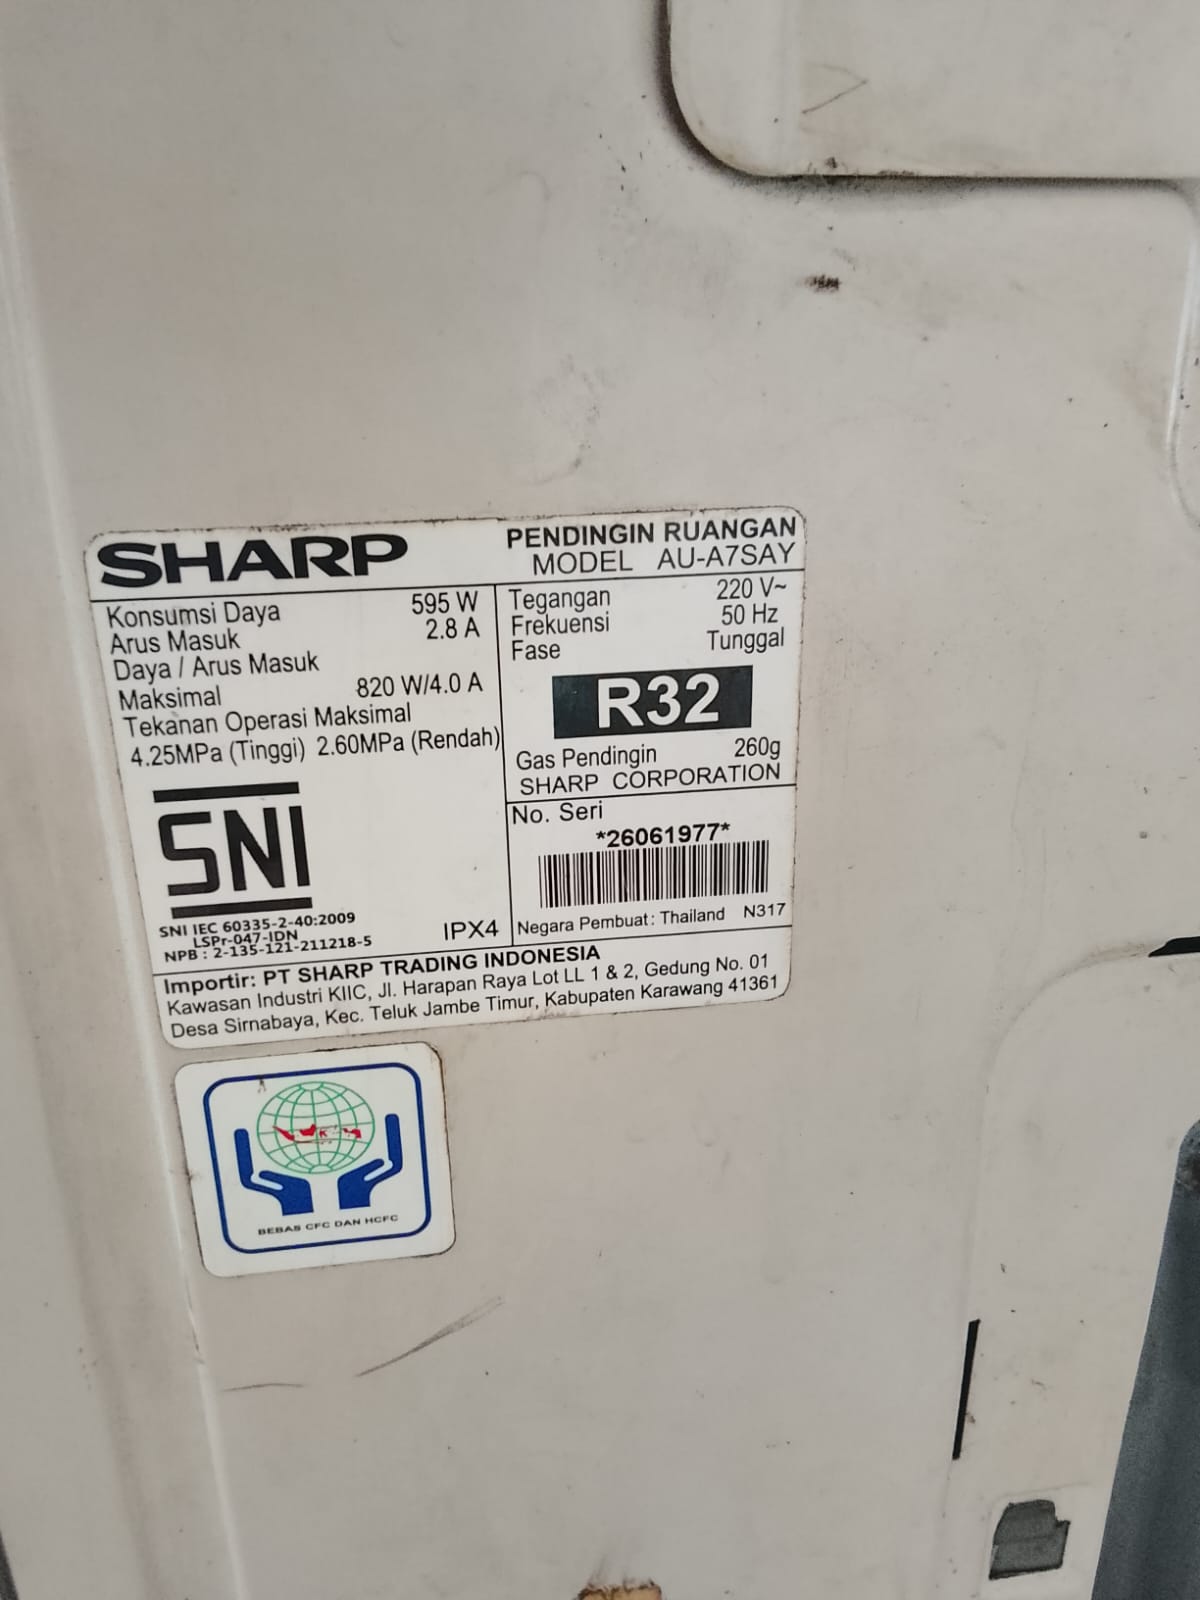 SHARP
PENDINGIN RUANGAN
MODEL AU-A7SAY
Konsumsi Daya 595 W
Arus Masuk 2.8 A
Daya / Arus Masuk
Maksimal 820 W/4.0 A
Tekanan Operasi Maksimal
4.25MPa (Tinggi) 2.60MPa (Rendah)
Tegangan 220 V~
Frekuensi 50 Hz
Fase Tunggal
R32
Gas Pendingin 260g
SHARP CORPORATION
SNI
SNI IEC 60335-2-40:2009
LSPr-047-IDN
NPB : 2-135-121-211218-5
IPX4
No. Seri
*26061977*
Negara Pembuat: Thailand N317
Importir: PT SHARP TRADING INDONESIA
Kawasan Industri KIIC, Jl. Harapan Raya Lot LL 1 & 2, Gedung No. 01
Desa Sirnabaya, Kec. Teluk Jambe Timur, Kabupaten Karawang 41361
BEBAS CFC DAN HCFC